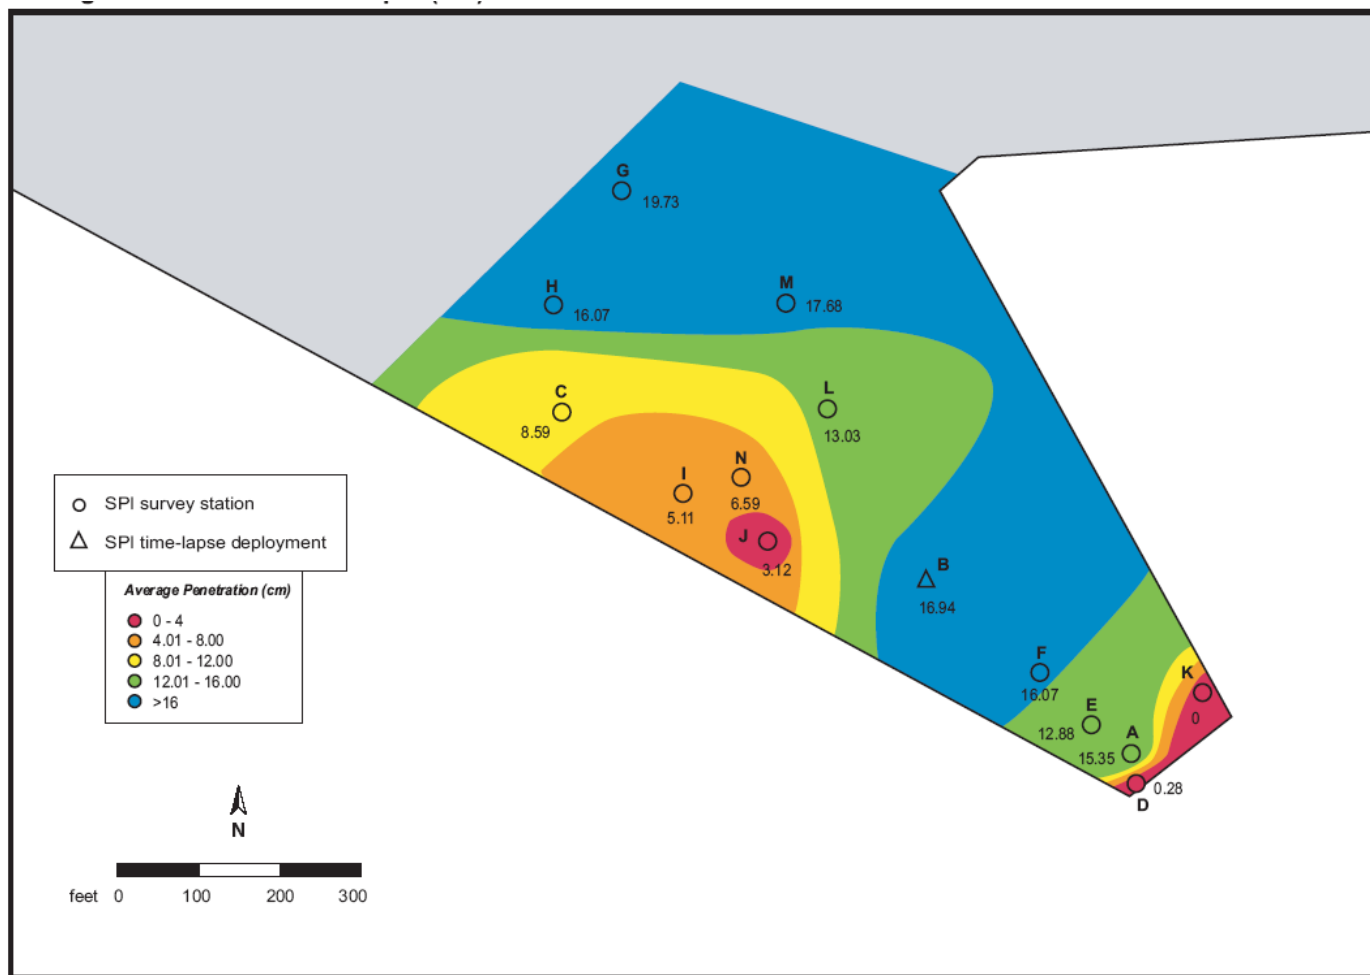 G
19.73
H
16.07
M
17.68
C
8.59
L
13.03
N
6.59
I
5.11
J
3.12
B
16.94
F
16.07
K
0
E
12.88
A
15.35
D
0.28
SPI survey station
SPI time-lapse deployment
Average Penetration (cm)
0 - 4
4.01 - 8.00
8.01 - 12.00
12.01 - 16.00
>16
N
feet 0 100 200 300